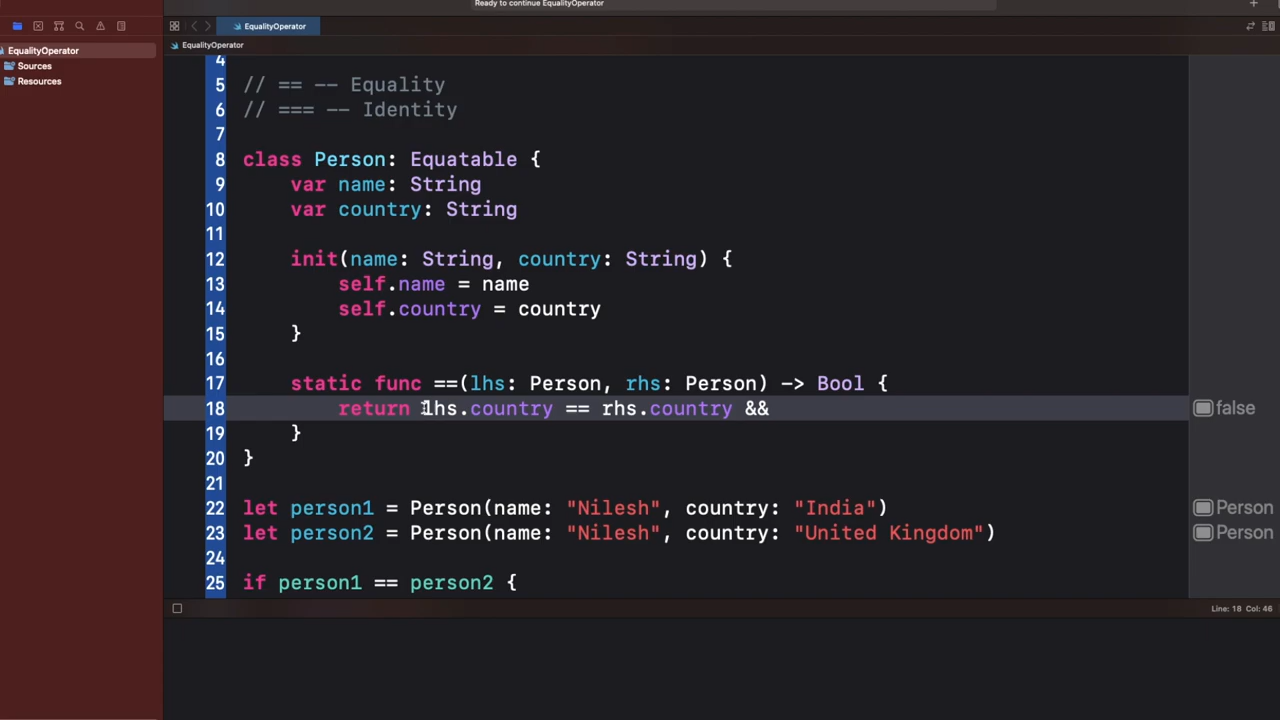 Ready to continue EqualityOperator
EqualityOperator
EqualityOperator
EqualityOperator
Sources
Resources
4
5 // == -- Equality
6 // === -- Identity
7
8 class Person: Equatable {
9 var name: String
10 var country: String
11
12 init(name: String, country: String) {
13 self.name = name
14 self.country = country
15 }
16
17 static func ==(lhs: Person, rhs: Person) -> Bool {
18 return lhs.country == rhs.country && false
19 }
20 }
21
22 let person1 = Person(name: "Nilesh", country: "India") Person
23 let person2 = Person(name: "Nilesh", country: "United Kingdom") Person
24
25 if person1 == person2 {
Line: 18 Col: 46